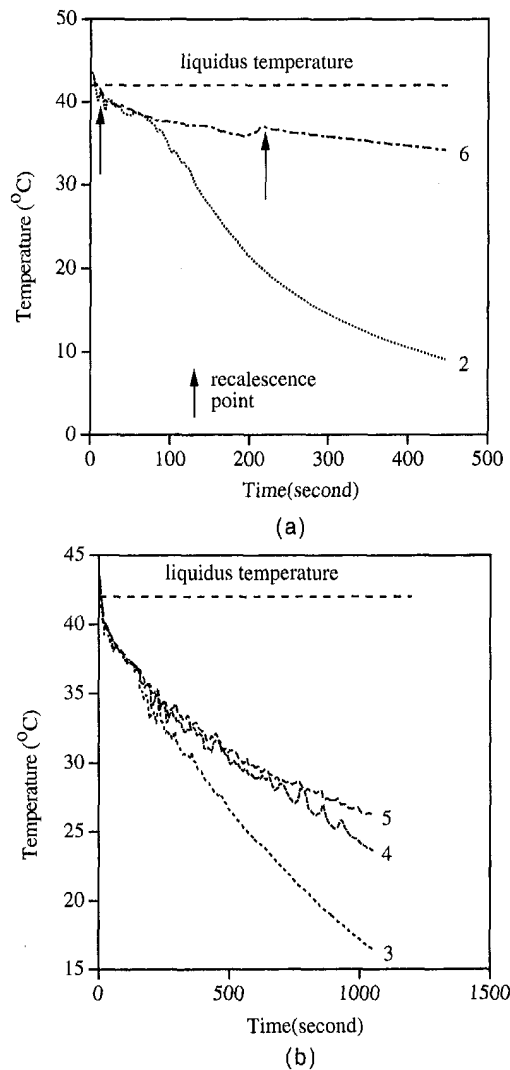 50
liquidus temperature
40
6
30
Temperature (°C)
20
2
10
recalescence
point
0
0 100 200 300 400 500
Time(second)
(a)
45
liquidus temperature
40
35
30
Temperature (°C)
5
25
4
20
3
15
0 500 1000 1500
Time(second)
(b)